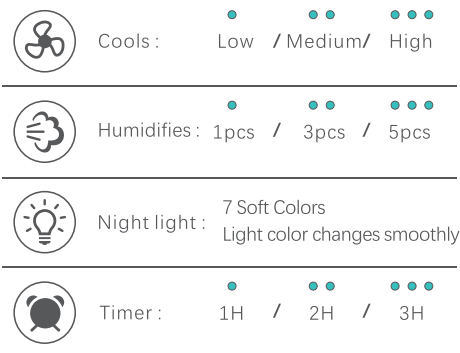 Cools : Low / Medium/ High
Humidifies : 1pcs / 3pcs / 5pcs
Night light : 7 Soft Colors
Light color changes smoothly
Timer : 1H / 2H / 3H